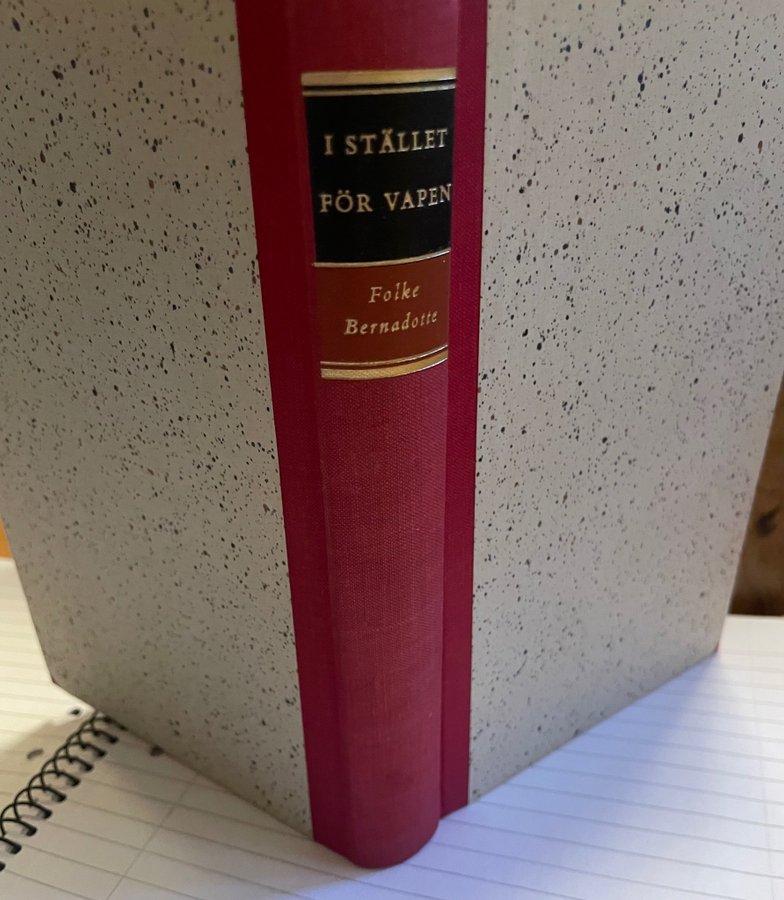 I STÄLLET
FÖR VAPEN
Folke
Bernadotte